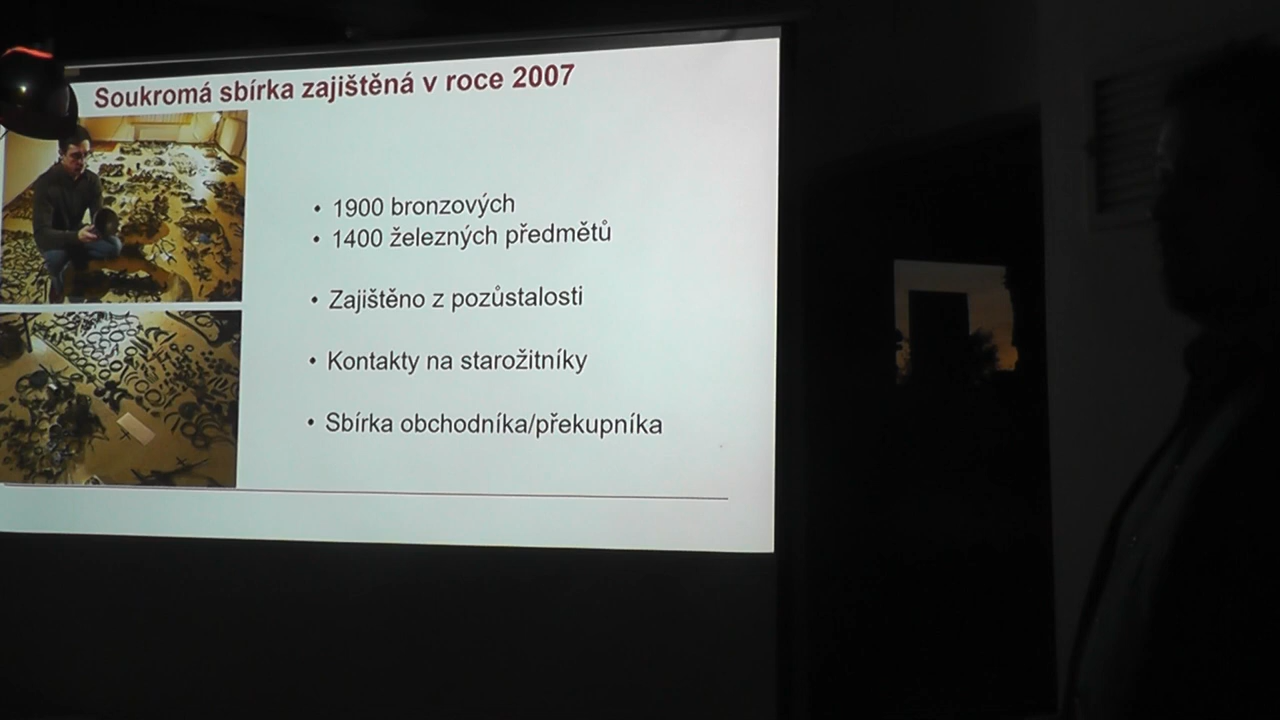 Soukromá sbírka zajištěná v roce 2007
• 1900 bronzových
• 1400 železných předmětů
• Zajištěno z pozůstalosti
• Kontakty na starožitníky
• Sbírka obchodníka/překupníka